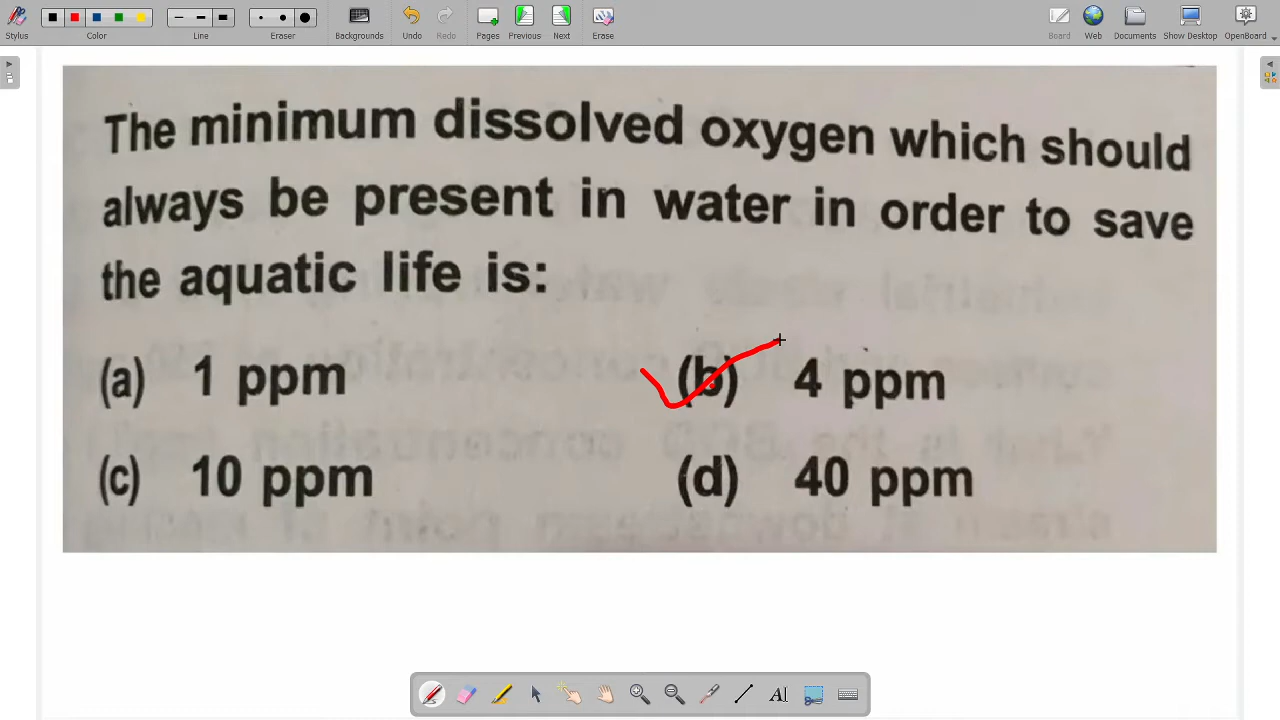 Stylus Color Line Eraser Backgrounds Undo Redo Pages Previous Next Erase Board Web Documents Show Desktop OpenBoard
The minimum dissolved oxygen which should
always be present in water in order to save
the aquatic life is:
(a) 1 ppm (b) 4 ppm
(c) 10 ppm (d) 40 ppm